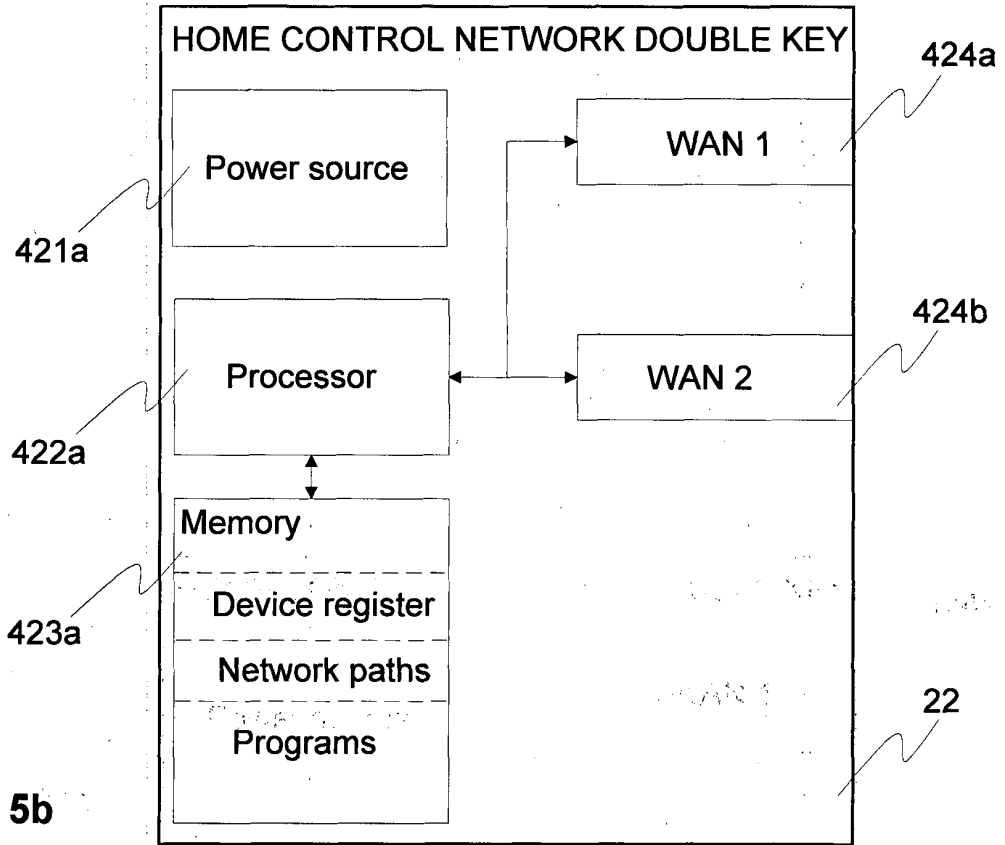 HOME CONTROL NETWORK DOUBLE KEY
424a
WAN 1
Power source
421a
424b
Processor
WAN 2
422a
Memory
Device register
423a
Network paths
22
Programs
5b